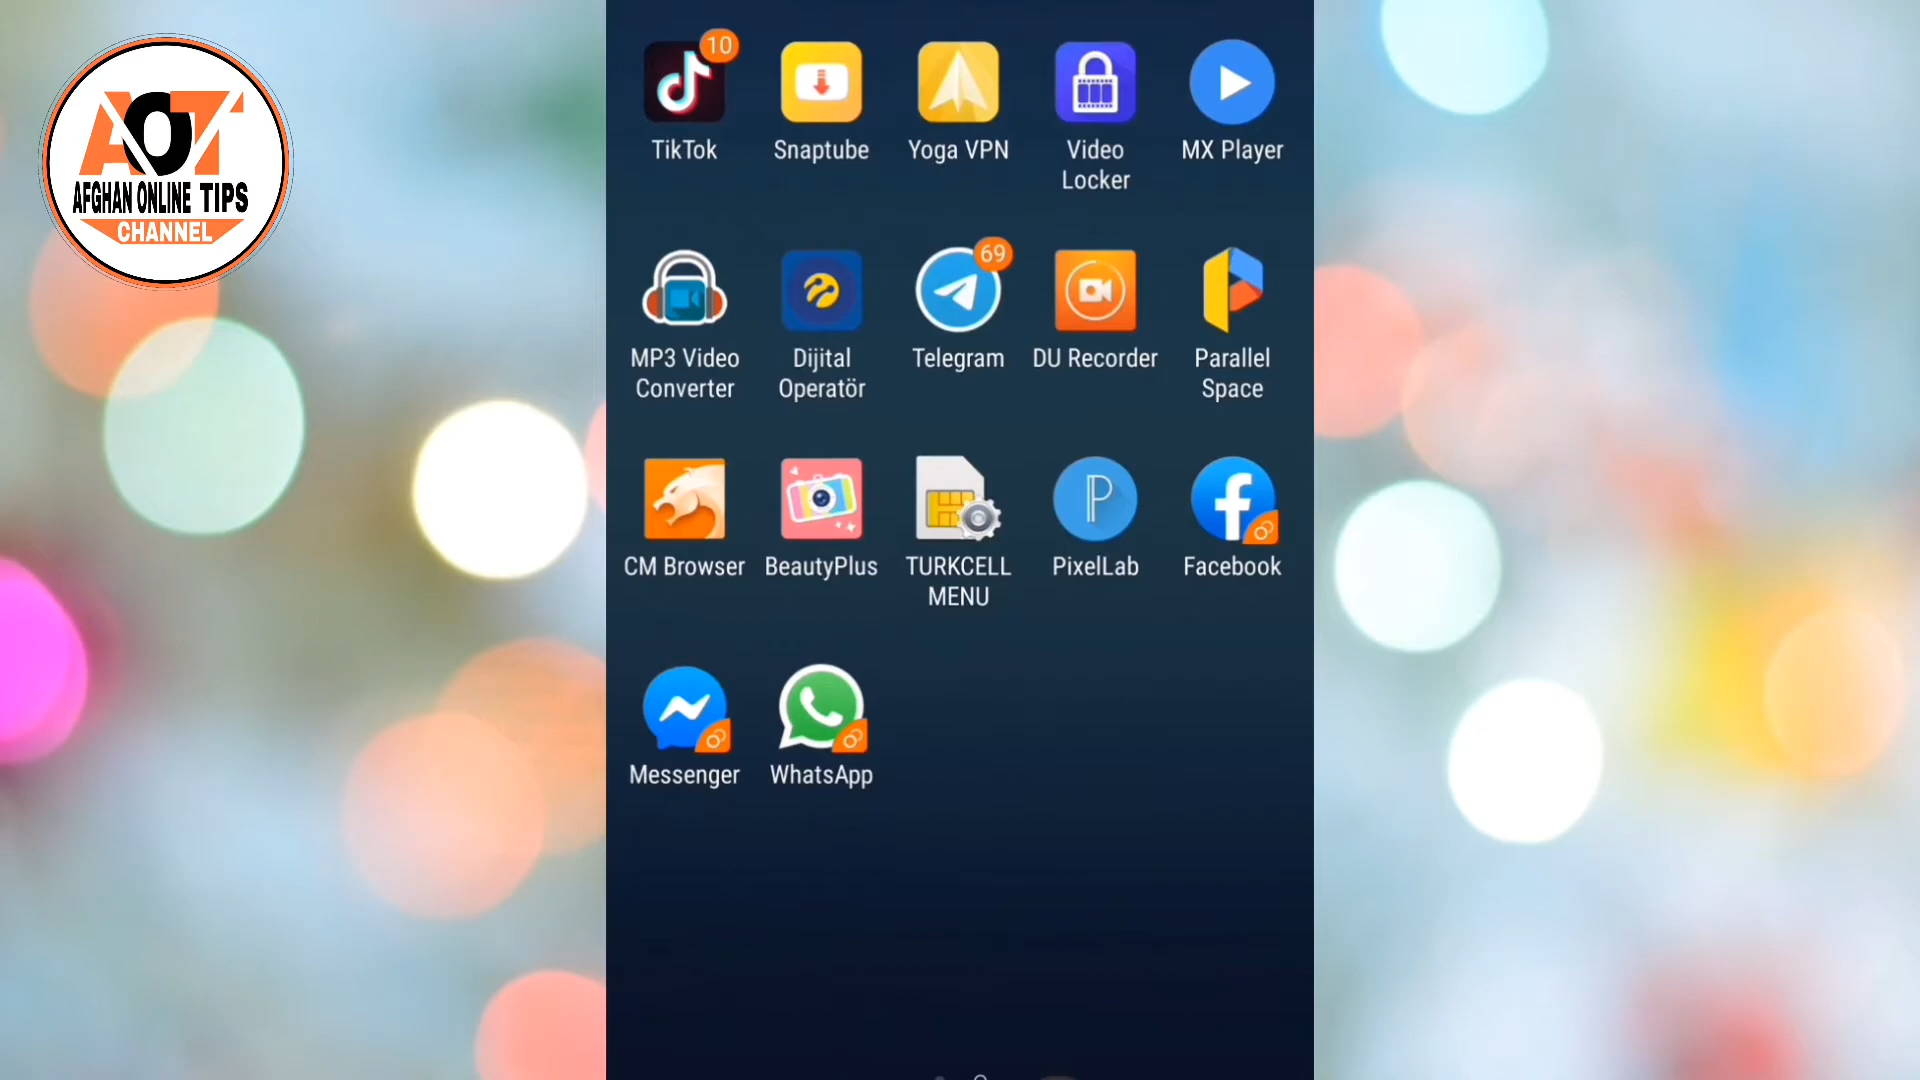 AOT
AFGHAN ONLINE TIPS
CHANNEL
10
TikTok
Snaptube
Yoga VPN
Video
Locker
MX Player
69
MP3 Video
Converter
Dijital
Operatör
Telegram
DU Recorder
Parallel
Space
CM Browser
BeautyPlus
TURKCELL
MENU
P
PixelLab
Facebook
Messenger
WhatsApp